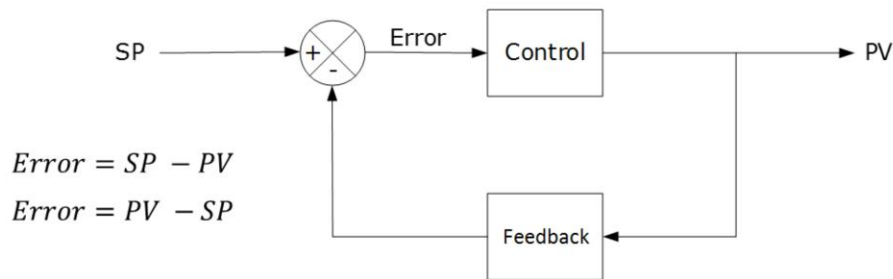 SP
+
-
Error
Control
PV
Error = SP - PV
Error = PV - SP
Feedback